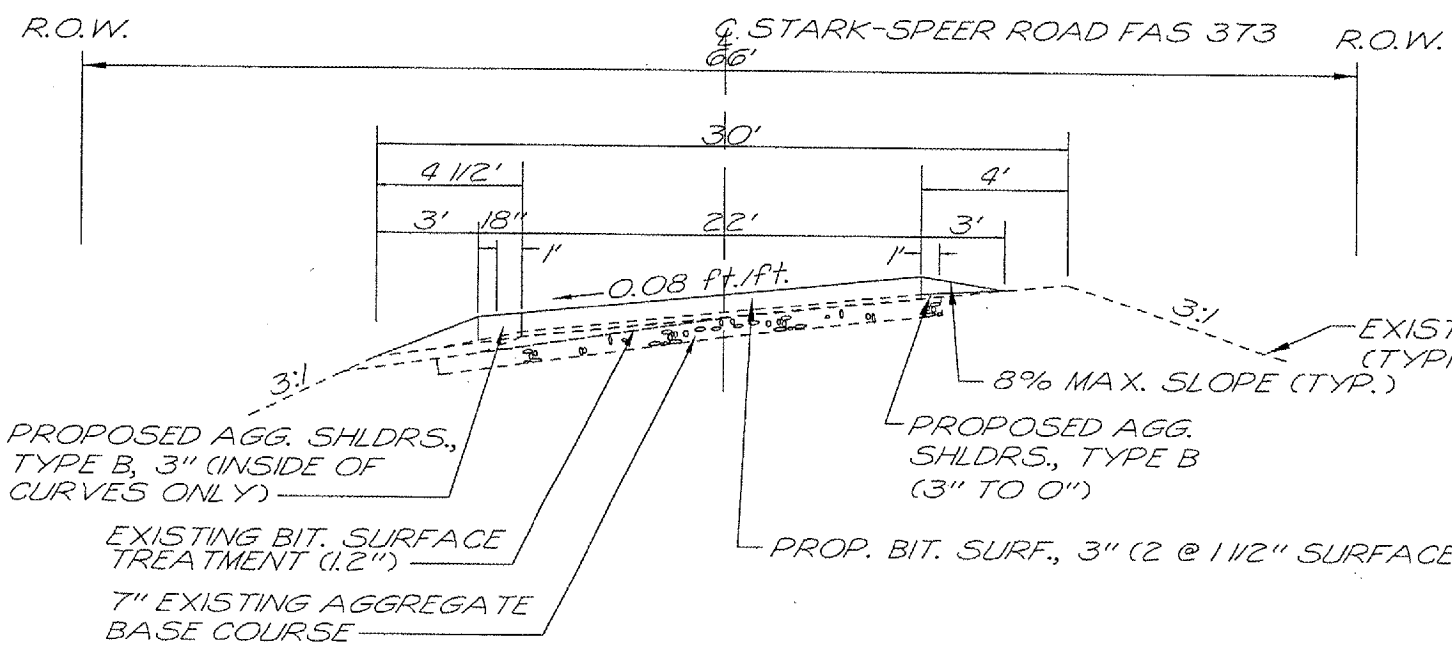 R.O.W.
℄ STARK-SPEER ROAD FAS 373
R.O.W.
66'
30'
4 1/2'
4'
3'
18"
22'
3'
1'
1'
0.08 ft./ft.
3:1
3:1
EXIST
(TYPI
8% MAX. SLOPE (TYP.)
PROPOSED AGG. SHLDRS.,
TYPE B, 3" (INSIDE OF
CURVES ONLY)
PROPOSED AGG.
SHLDRS., TYPE B
(3" TO 0")
EXISTING BIT. SURFACE
TREATMENT (1.2")
PROP. BIT. SURF., 3" (2 @ 1 1/2" SURFACE
7" EXISTING AGGREGATE
BASE COURSE